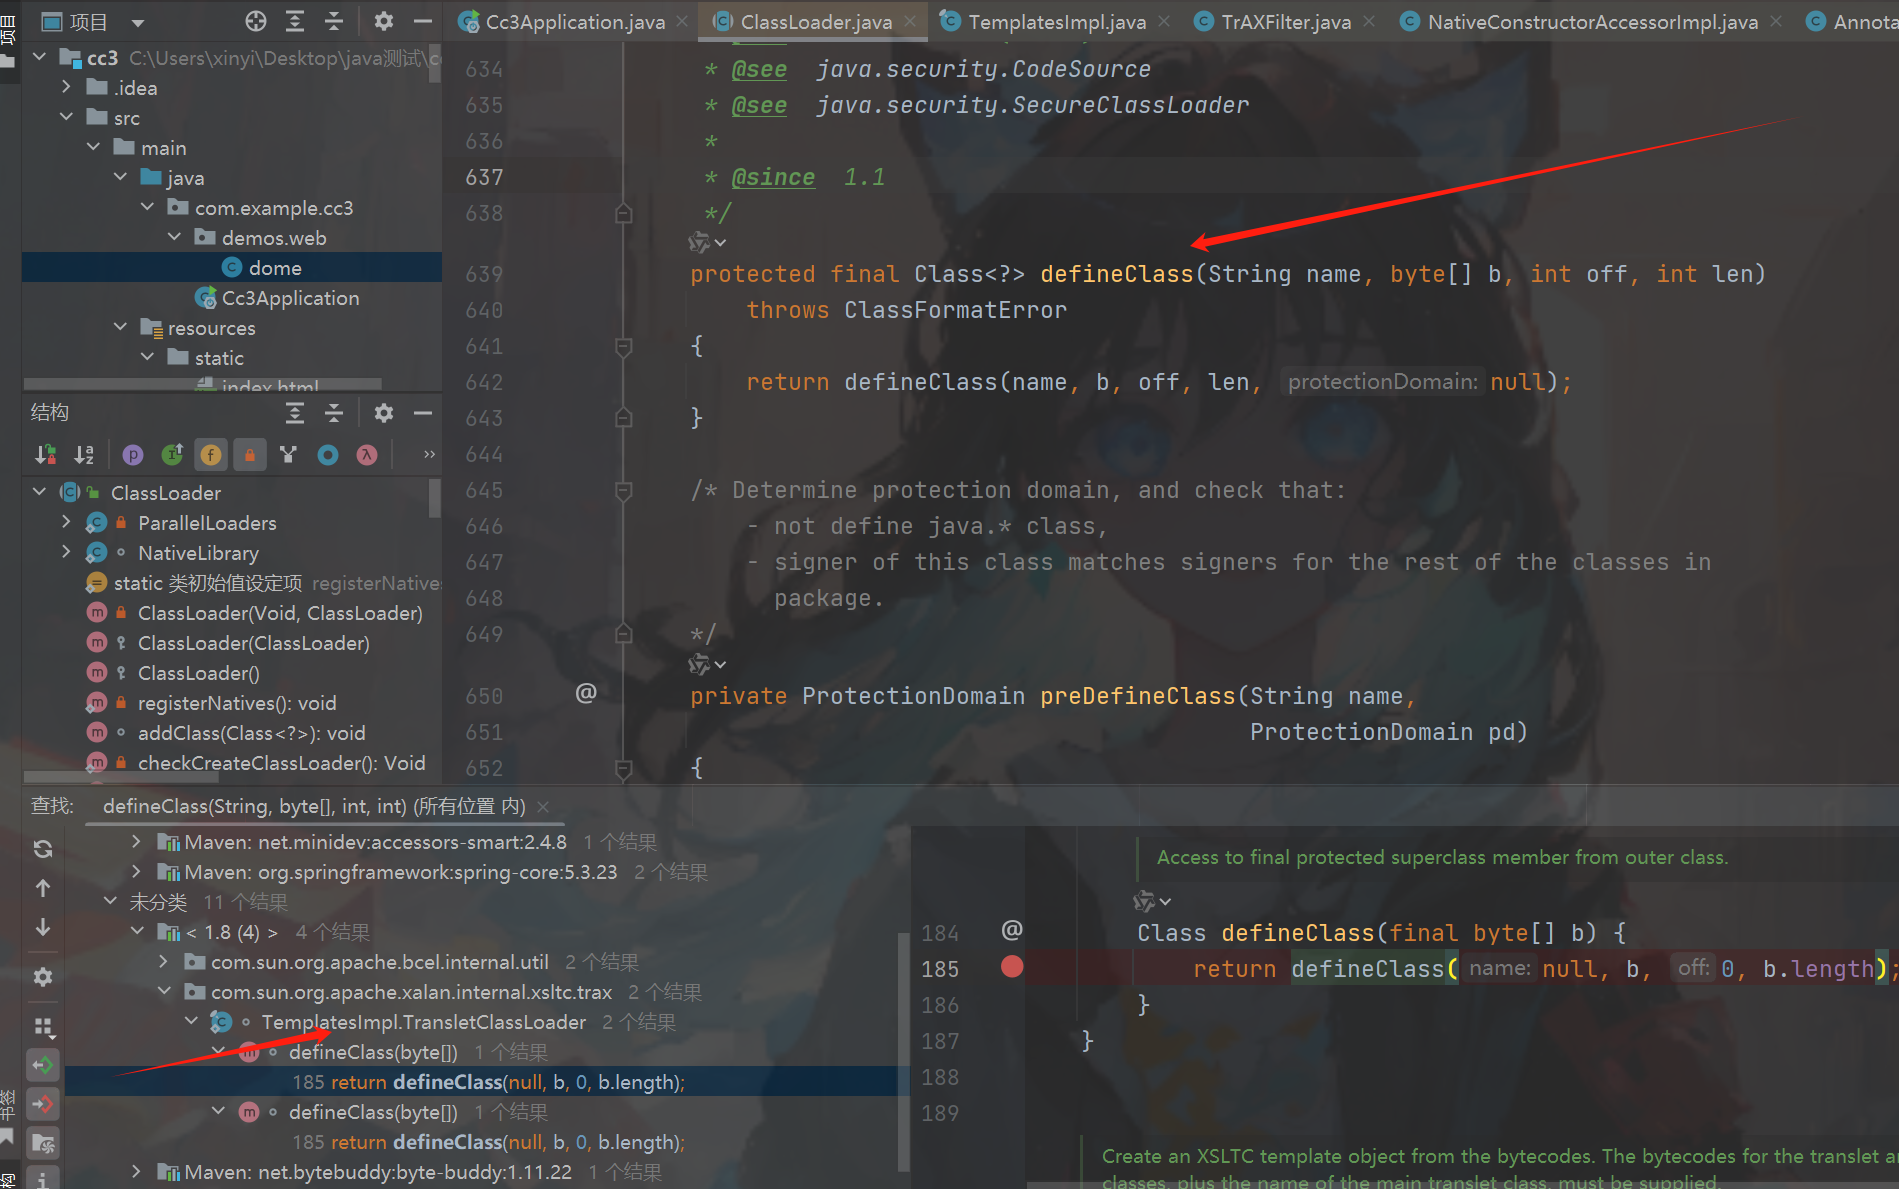 项目
项目
Cc3Application.java
ClassLoader.java
TemplatesImpl.java
TrAXFilter.java
NativeConstructorAccessorImpl.java
Annota
cc3 C:\Users\xinyi\Desktop\java测试\c
.idea
src
main
java
com.example.cc3
demos.web
dome
Cc3Application
resources
static
index.html
634 * @see java.security.CodeSource
635 * @see java.security.SecureClassLoader
636 *
637 * @since 1.1
638 */
639 protected final Class<?> defineClass(String name, byte[] b, int off, int len)
640 throws ClassFormatError
641 {
642 return defineClass(name, b, off, len, protectionDomain: null);
643 }
644
645 /* Determine protection domain, and check that:
646 - not define java.* class,
647 - signer of this class matches signers for the rest of the classes in
648 package.
649 */
650 @ private ProtectionDomain preDefineClass(String name,
651 ProtectionDomain pd)
652 {
结构
ClassLoader
ParallelLoaders
NativeLibrary
static 类初始值设定项 registerNatives
ClassLoader(Void, ClassLoader)
ClassLoader(ClassLoader)
ClassLoader()
registerNatives(): void
addClass(Class<?>): void
checkCreateClassLoader(): Void
查找: defineClass(String, byte[], int, int) (所有位置 内)
Maven: net.minidev:accessors-smart:2.4.8 1 个结果
Maven: org.springframework:spring-core:5.3.23 2 个结果
未分类 11 个结果
< 1.8 (4) > 4 个结果
com.sun.org.apache.bcel.internal.util 2 个结果
com.sun.org.apache.xalan.internal.xsltc.trax 2 个结果
TemplatesImpl.TransletClassLoader 2 个结果
defineClass(byte[]) 1 个结果
185 return defineClass(null, b, 0, b.length);
defineClass(byte[]) 1 个结果
185 return defineClass(null, b, 0, b.length);
Maven: net.bytebuddy:byte-buddy:1.11.22 1 个结果
书签
Access to final protected superclass member from outer class.
184 @ Class defineClass(final byte[] b) {
185 return defineClass( name: null, b, off: 0, b.length);
186 }
187 }
188
189
Create an XSLTC template object from the bytecodes. The bytecodes for the translet a
classes, plus the name of the main translet class, must be supplied.